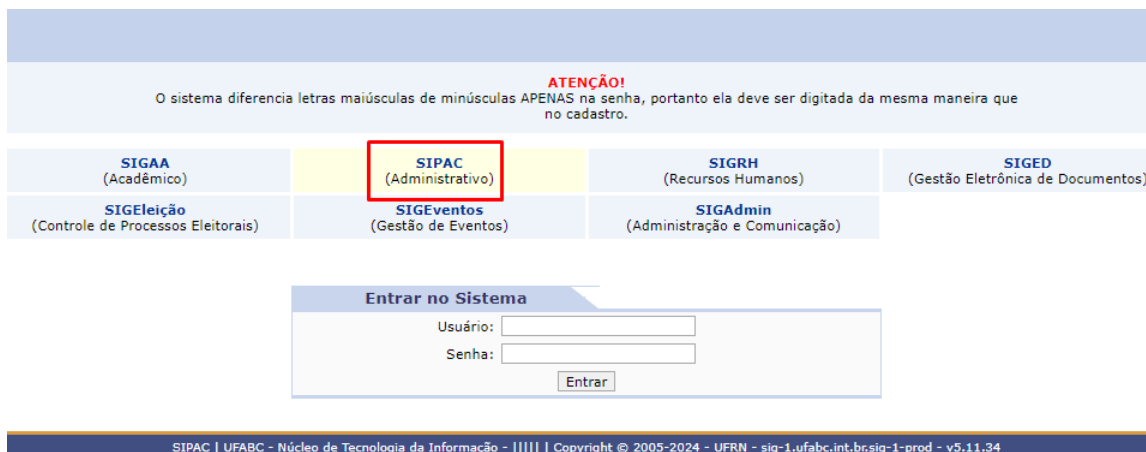 ATENÇÃO!
O sistema diferencia letras maiúsculas de minúsculas APENAS na senha, portanto ela deve ser digitada da mesma maneira que
no cadastro.
SIGAA
(Acadêmico)
SIPAC
(Administrativo)
SIGRH
(Recursos Humanos)
SIGED
(Gestão Eletrônica de Documentos)
SIGEleição
(Controle de Processos Eleitorais)
SIGEventos
(Gestão de Eventos)
SIGAdmin
(Administração e Comunicação)
Entrar no Sistema
Usuário:
Senha:
Entrar
SIPAC | UFABC - Núcleo de Tecnologia da Informação - ||||| | Copyright © 2005-2024 - UFRN - sig-1.ufabc.int.br.sig-1-prod - v5.11.34